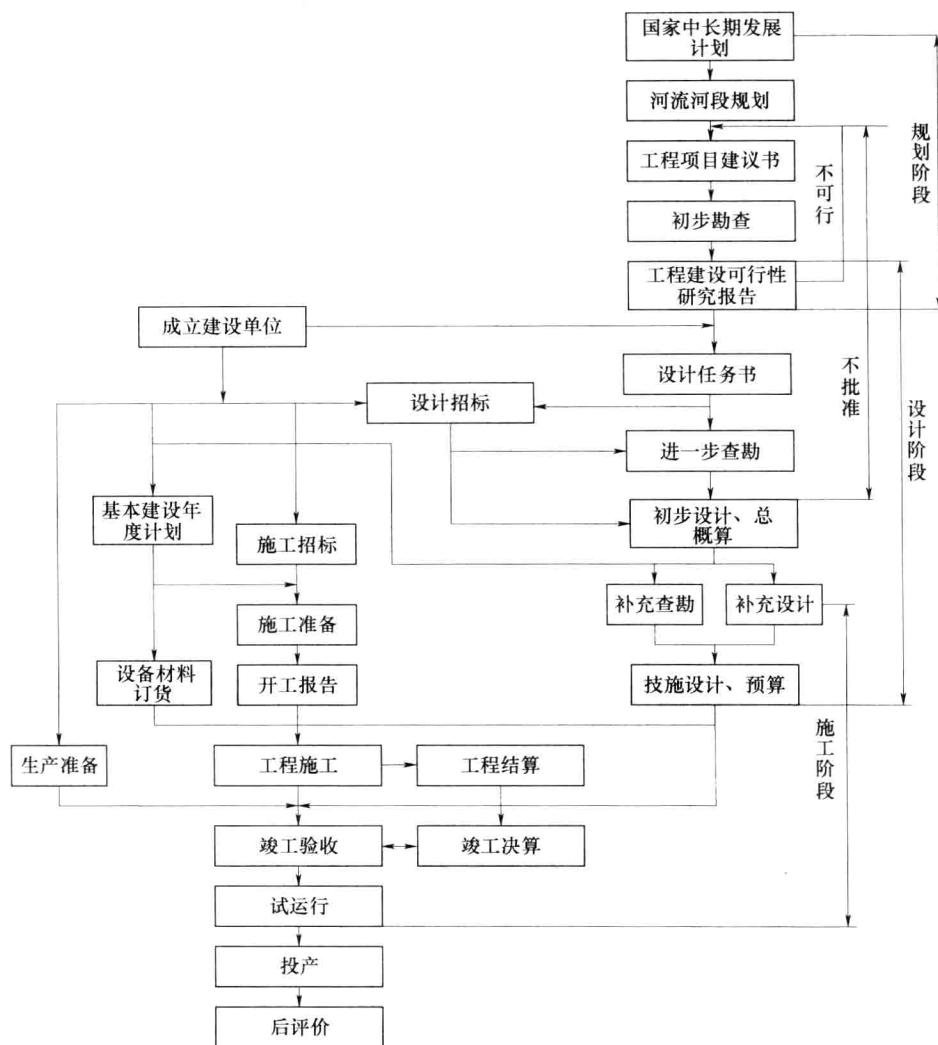 国家中长期发展
计划
河流河段规划
工程项目建议书
初步勘查
工程建设可行性
研究报告
不可行
规划阶段
成立建设单位
设计任务书
不批准
设计招标
进一步查勘
设计阶段
基本建设年
度计划
施工招标
初步设计、总
概算
补充查勘
补充设计
施工准备
设备材料
订货
开工报告
技施设计、预算
施工阶段
生产准备
工程施工
工程结算
竣工验收
竣工决算
试运行
投产
后评价